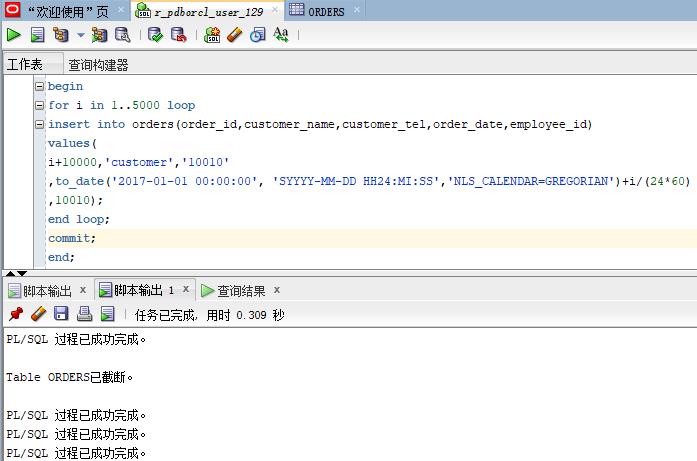 “欢迎使用”页 r_pdborcl_user_129 ORDERS
SQL SQL Aa
工作表 查询构建器
begin
for i in 1..5000 loop
insert into orders(order_id,customer_name,customer_tel,order_date,employee_id)
values(
i+10000,'customer','10010'
,to_date('2017-01-01 00:00:00', 'SYYYY-MM-DD HH24:MI:SS','NLS_CALENDAR=GREGORIAN')+i/(24*60)
,10010);
end loop;
commit;
end;
脚本输出 x 脚本输出 1 x 查询结果 x
任务已完成, 用时 0.309 秒
PL/SQL 过程已成功完成。
Table ORDERS已截断。
PL/SQL 过程已成功完成。
PL/SQL 过程已成功完成。
PL/SQL 过程已成功完成。